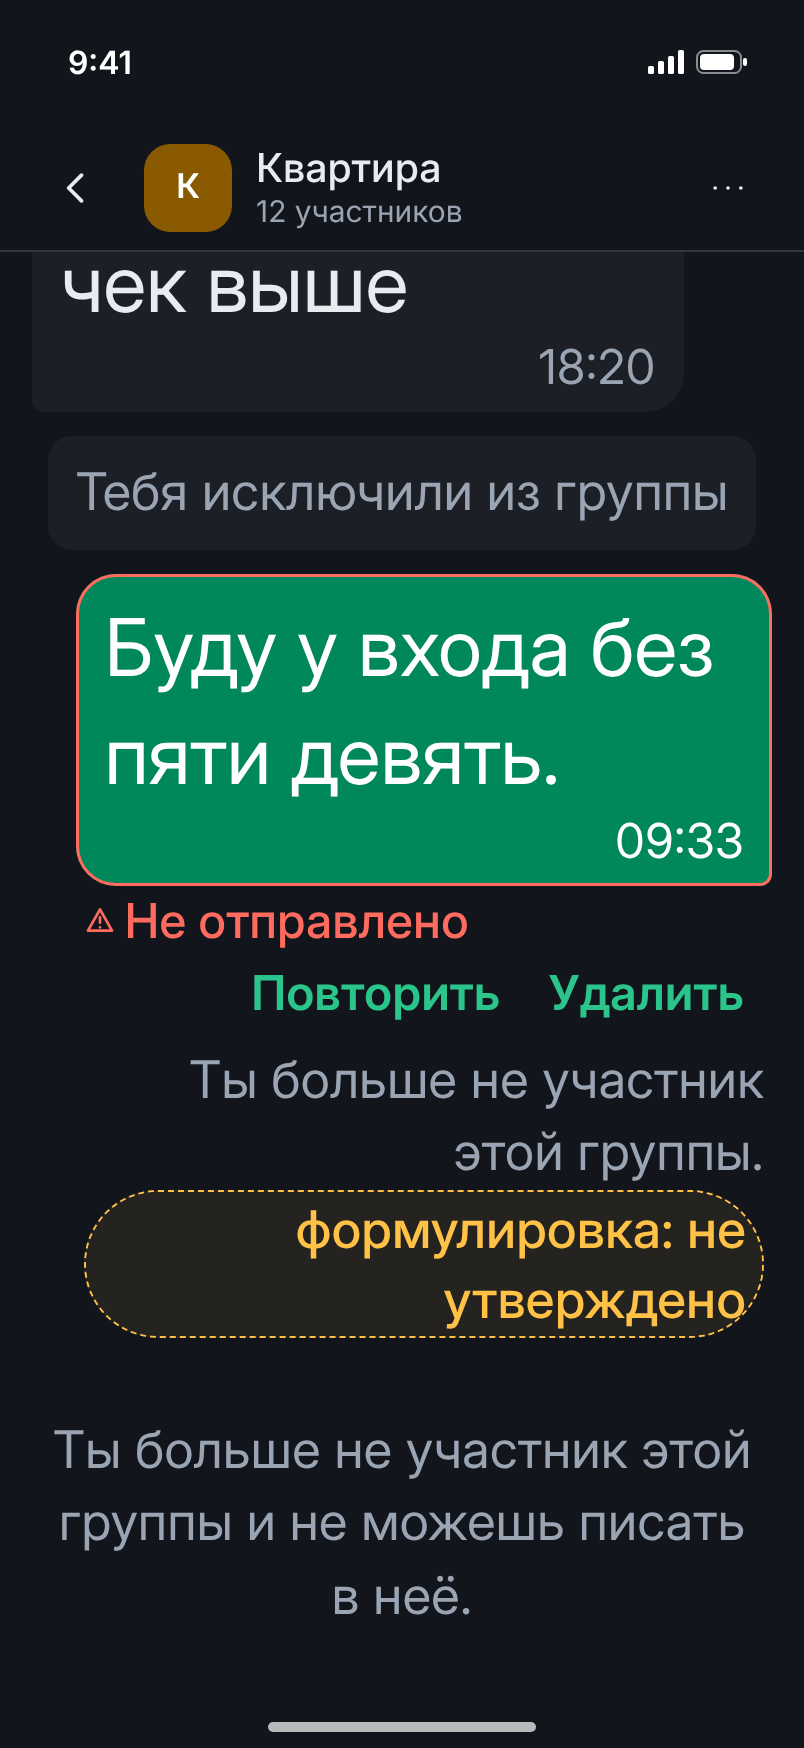 9:41
К
Квартира
12 участников
чек выше
18:20
Тебя исключили из группы
Буду у входа без
пяти девять.
09:33
Не отправлено
Повторить Удалить
Ты больше не участник
этой группы.
формулировка: не
утверждено
Ты больше не участник этой
группы и не можешь писать
в неё.